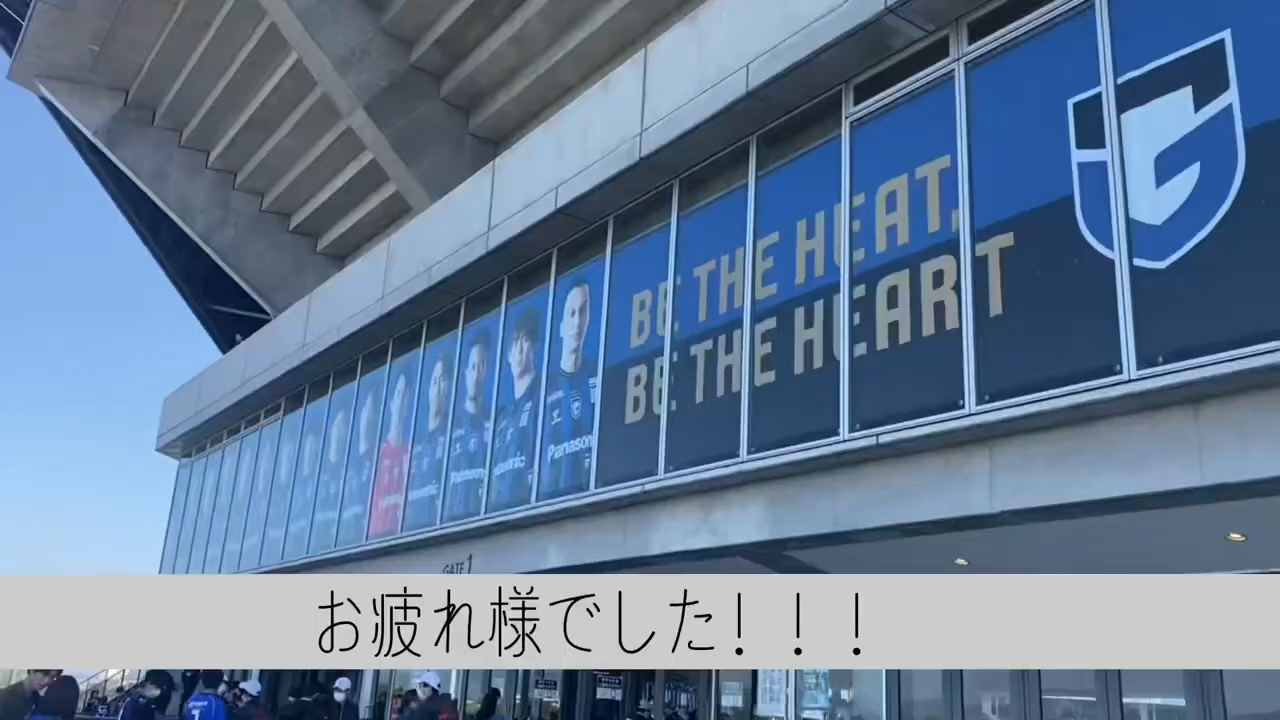 BE THE HEAT,
BE THE HEART
Panasonic
GATE 1
お疲れ様でした！！！